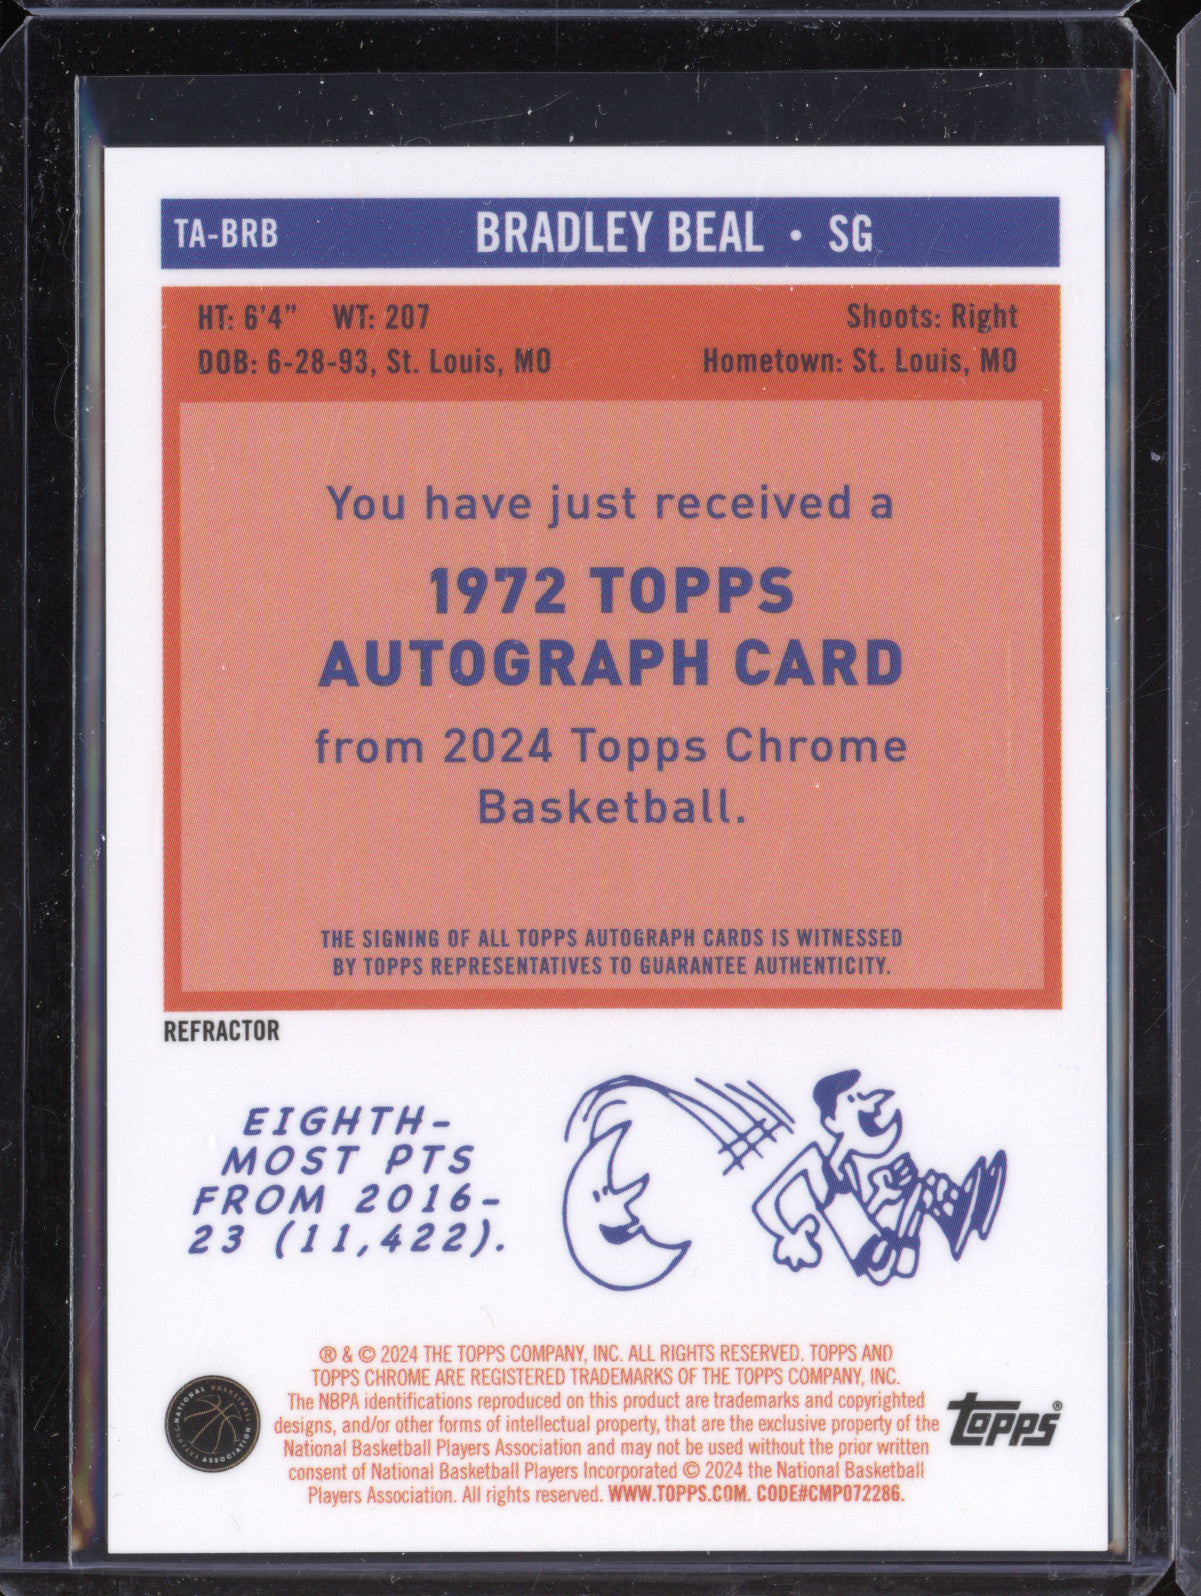 TA-BRB BRADLEY BEAL • SG
HT: 6'4" WT: 207 Shoots: Right
DOB: 6-28-93, St. Louis, MO Hometown: St. Louis, MO
You have just received a
1972 TOPPS
AUTOGRAPH CARD
from 2024 Topps Chrome
Basketball.
THE SIGNING OF ALL TOPPS AUTOGRAPH CARDS IS WITNESSED
BY TOPPS REPRESENTATIVES TO GUARANTEE AUTHENTICITY.
REFRACTOR
EIGHTH-
MOST PTS
FROM 2016-
23 (11,422).
® & © 2024 THE TOPPS COMPANY, INC. ALL RIGHTS RESERVED. TOPPS AND
TOPPS CHROME ARE REGISTERED TRADEMARKS OF THE TOPPS COMPANY, INC.
The NBPA identifications reproduced on this product are trademarks and copyrighted
designs, and/or other forms of intellectual property, that are the exclusive property of the
National Basketball Players Association and may not be used without the prior written
consent of National Basketball Players Incorporated © 2024 the National Basketball
Players Association. All rights reserved. WWW.TOPPS.COM. CODE#CMP072286.
NATIONAL BASKETBALL PLAYERS ASSOCIATION
topps®